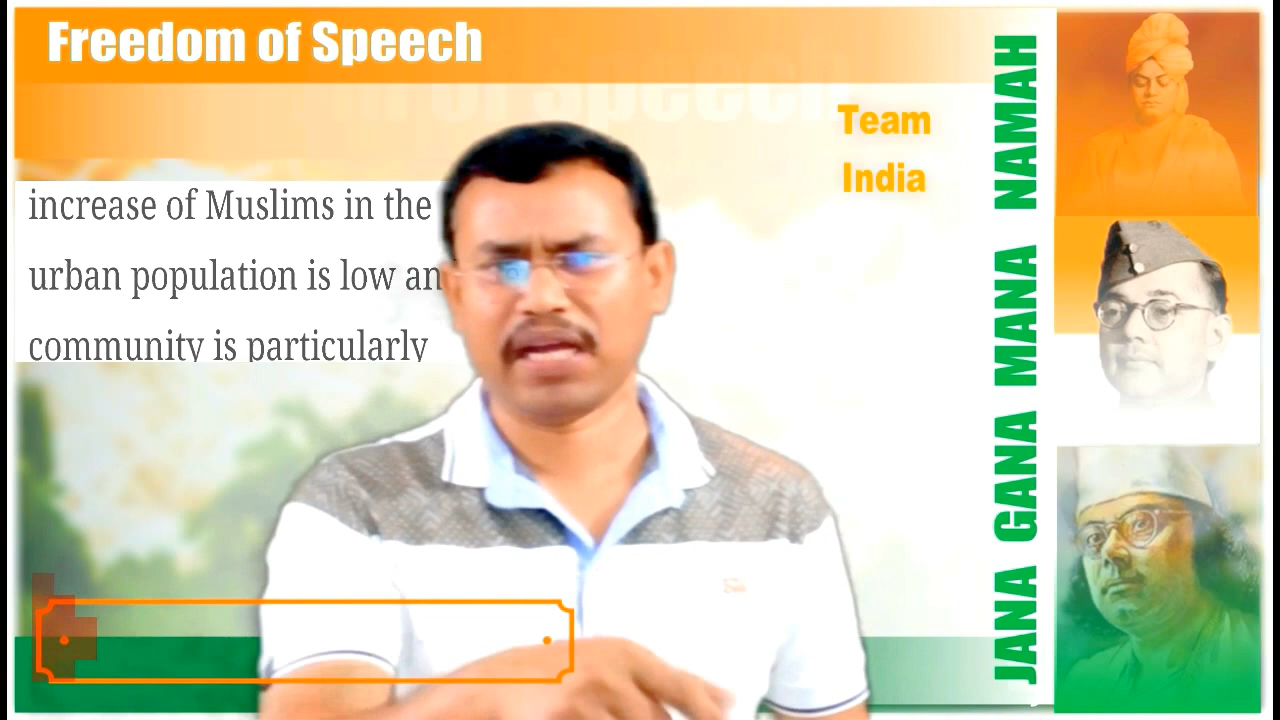 Freedom of Speech
Team
India
increase of Muslims in the
urban population is low an
community is particularly
JANA GANA MANA NAMAH